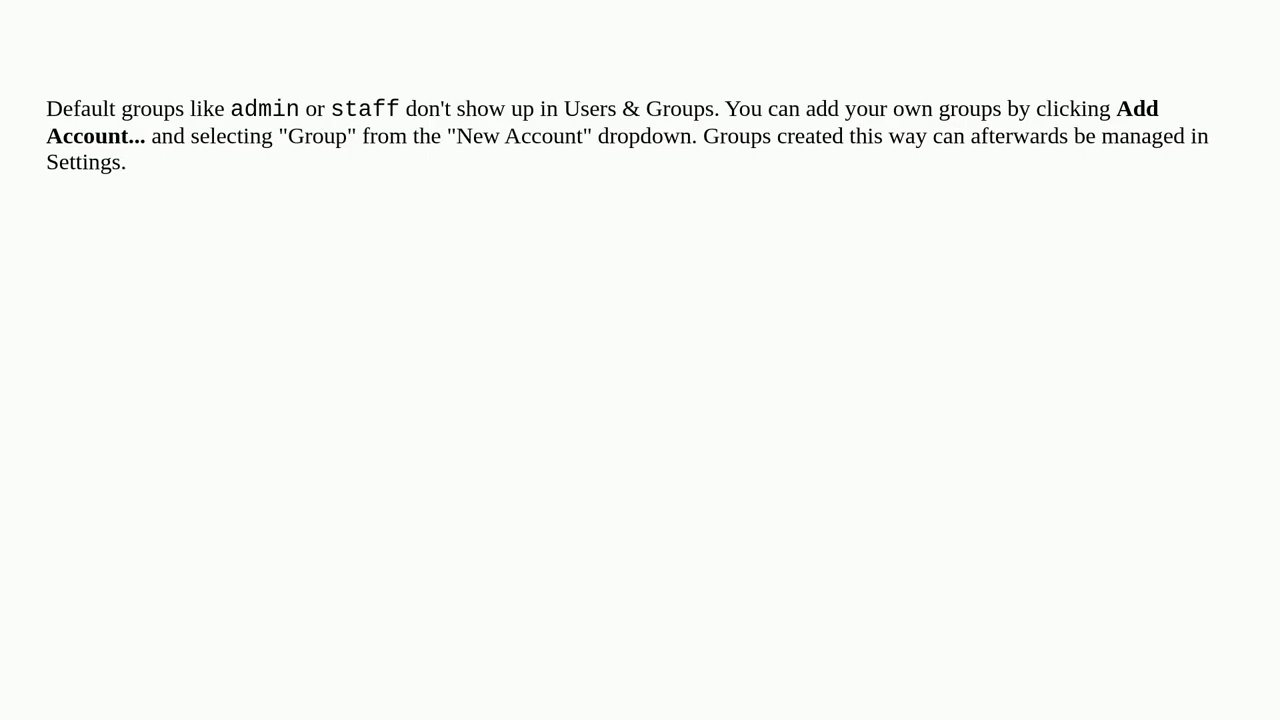 Default groups like admin or staff don't show up in Users & Groups. You can add your own groups by clicking Add
Account... and selecting "Group" from the "New Account" dropdown. Groups created this way can afterwards be managed in
Settings.